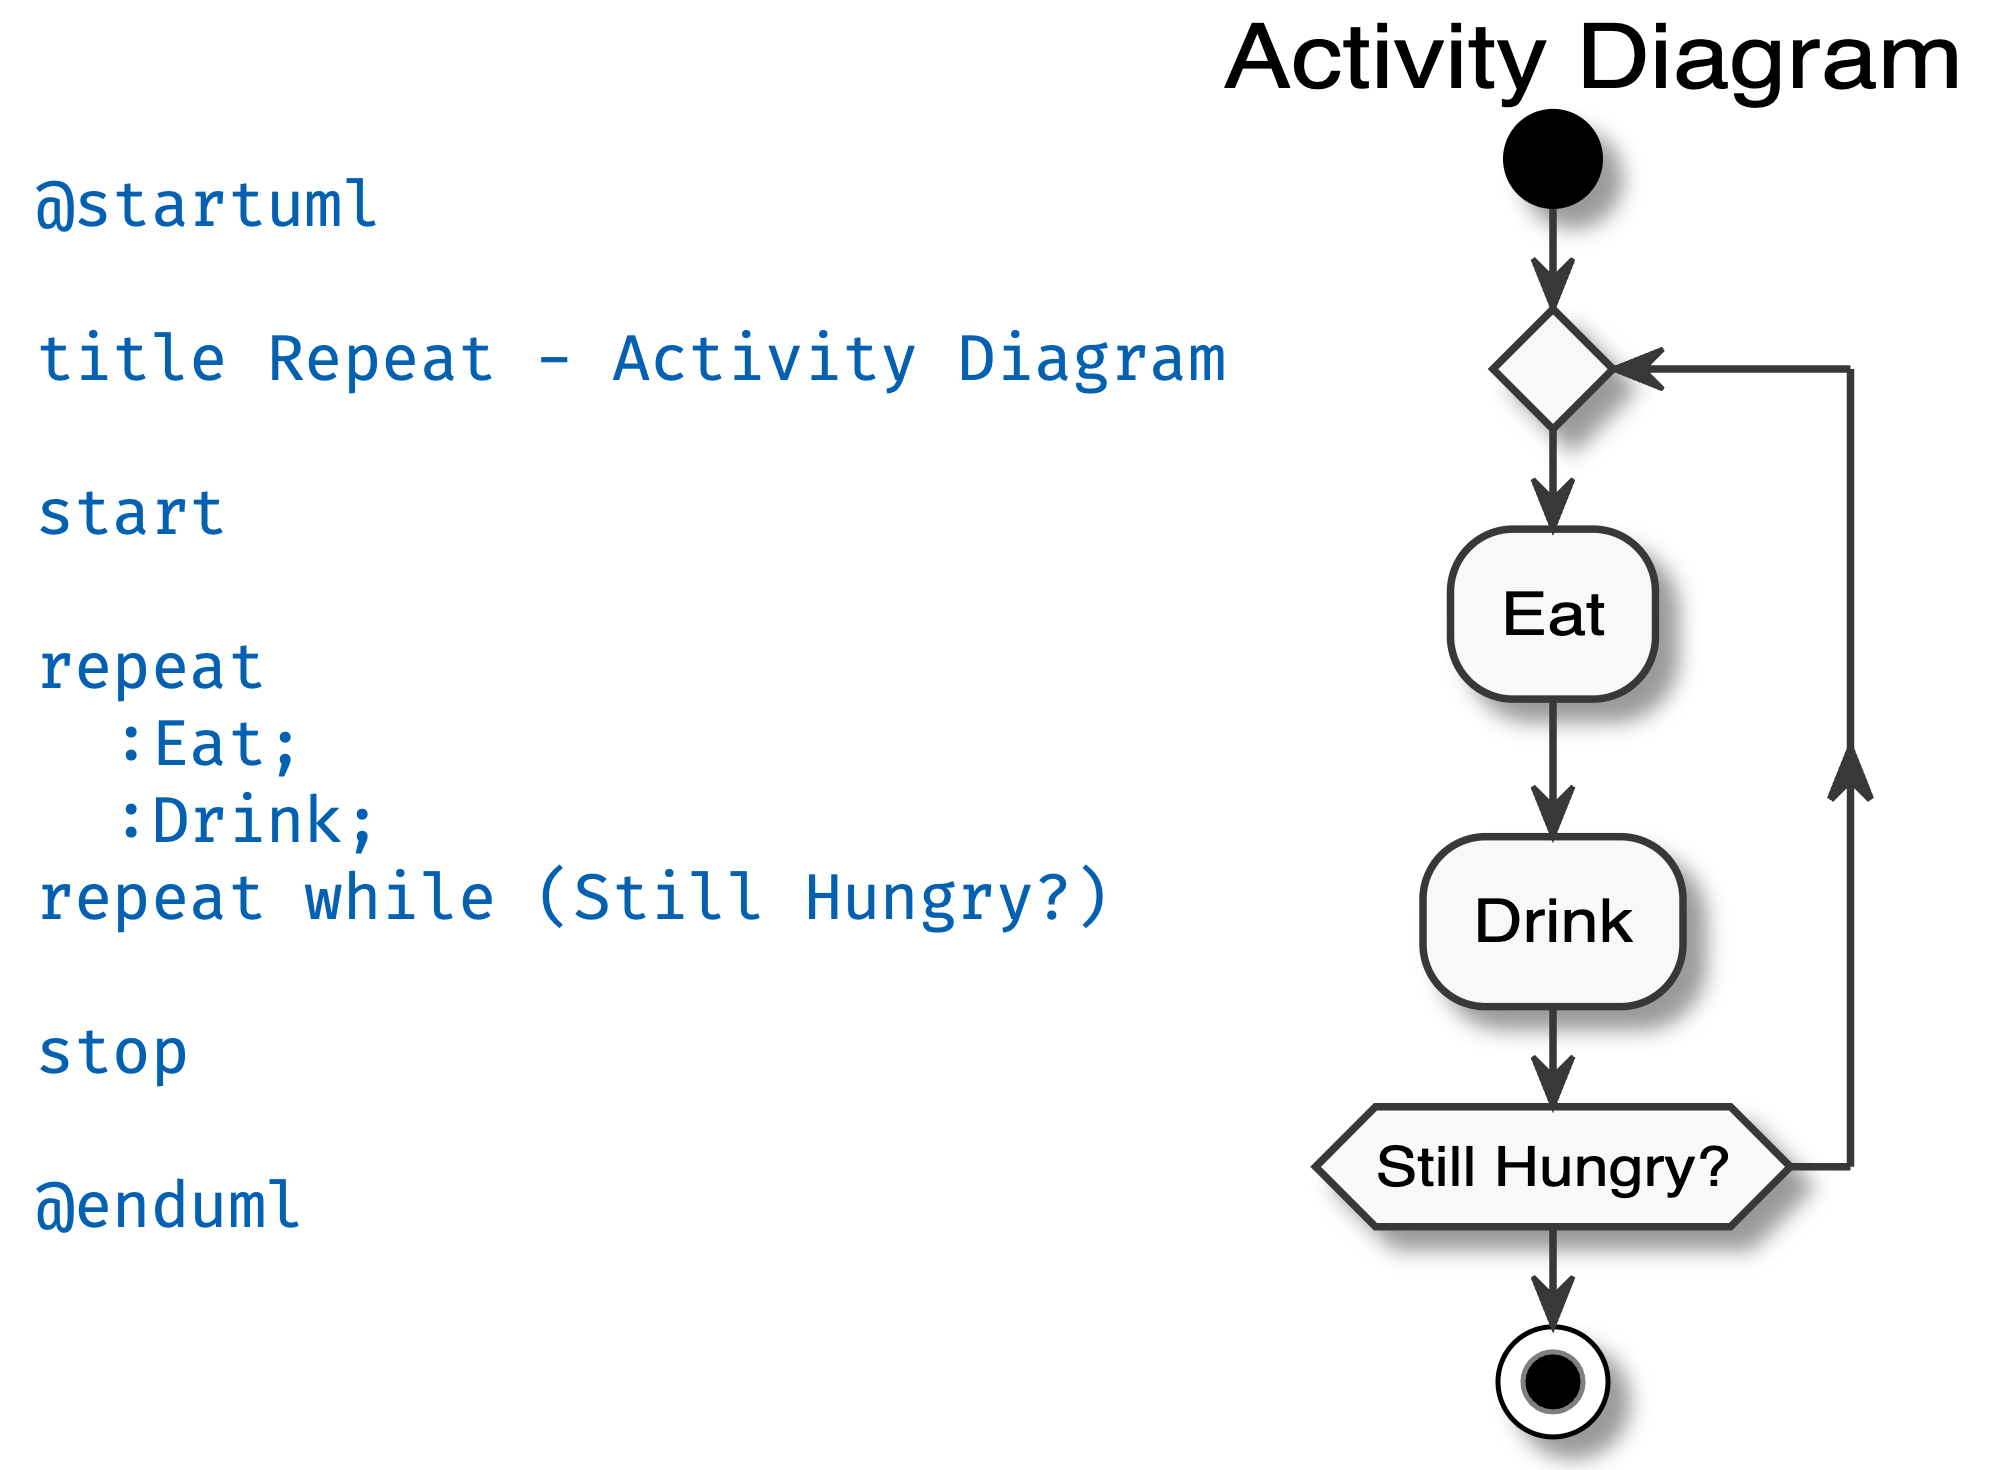 @startuml
title Repeat - Activity Diagram
start
repeat
:Eat;
:Drink;
repeat while (Still Hungry?)
stop
@enduml
Activity Diagram
Eat
Drink
Still Hungry?